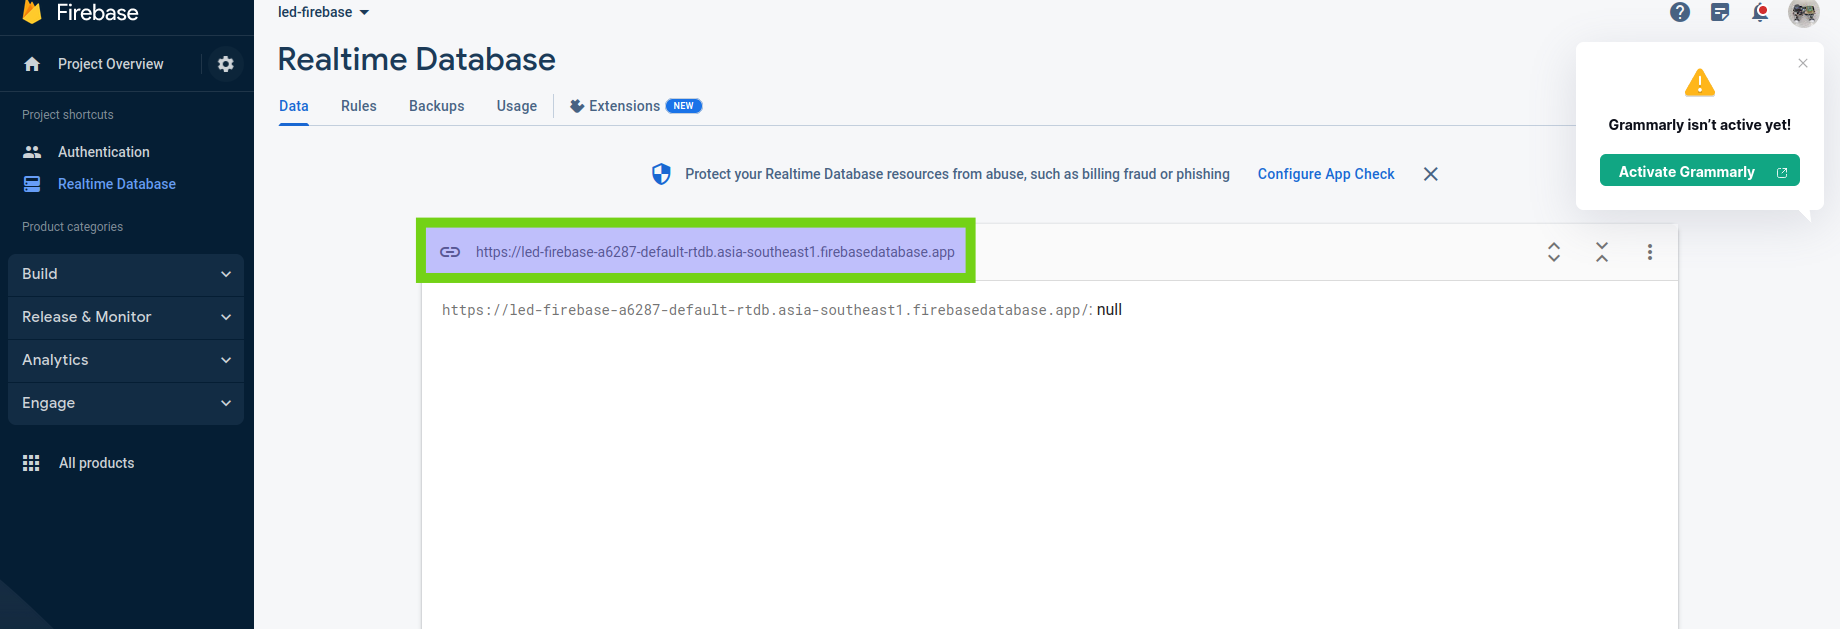 Firebase
led-firebase
Project Overview
Realtime Database
Data
Rules
Backups
Usage
Extensions
NEW
Grammarly isn't active yet!
Activate Grammarly
Project shortcuts
Authentication
Realtime Database
Product categories
Build
Release & Monitor
Analytics
Engage
All products
Protect your Realtime Database resources from abuse, such as billing fraud or phishing
Configure App Check
https://led-firebase-a6287-default-rtdb.asia-southeast1.firebasedatabase.app
https://led-firebase-a6287-default-rtdb.asia-southeast1.firebasedatabase.app/: null